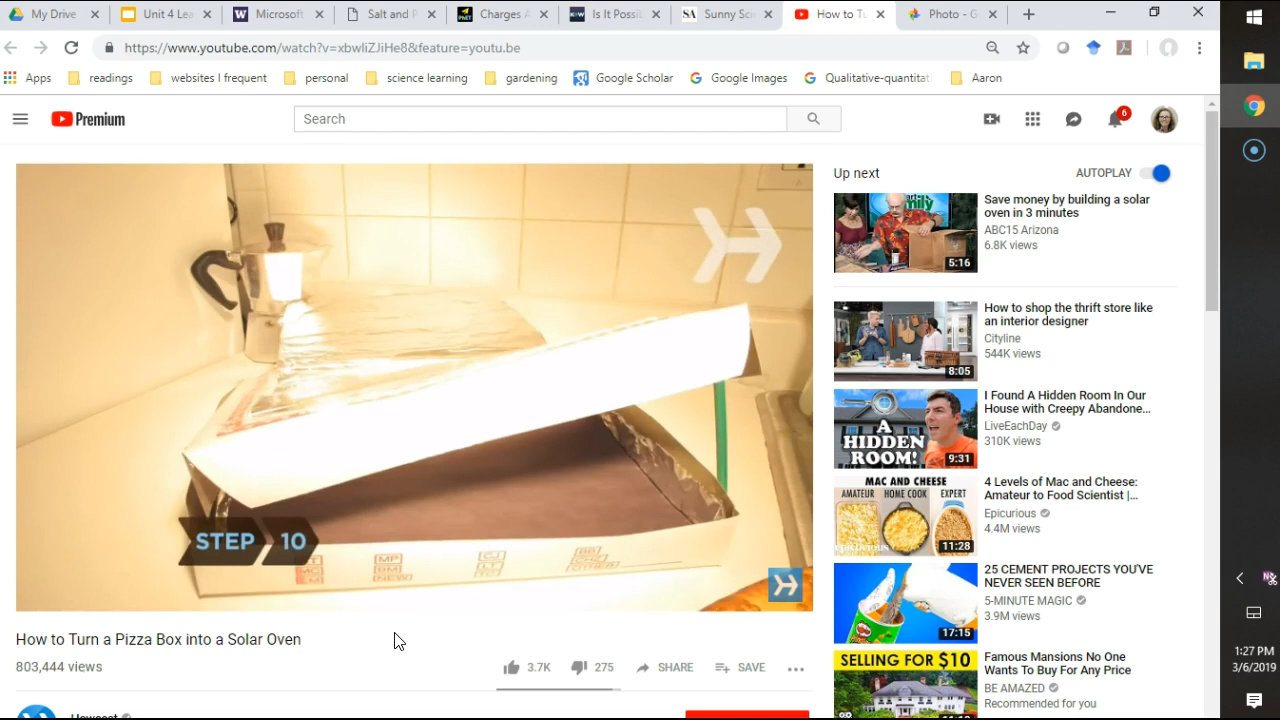 My Drive
Unit 4 Lea
Microsoft
Salt and P
Charges A
Is It Possib
Sunny Sci
How to Tu
Photo - G
https://www.youtube.com/watch?v=xbwliZJiHe8&feature=youtu.be
Apps
readings
websites I frequent
personal
science learning
gardening
Google Scholar
Google Images
Qualitative-quantitat
Aaron
Premium
Search
6
STEP 10
How to Turn a Pizza Box into a Solar Oven
803,444 views
3.7K
275
SHARE
SAVE
Howcast
Up next
AUTOPLAY
Save money by building a solar
oven in 3 minutes
ABC15 Arizona
6.8K views
5:16
How to shop the thrift store like
an interior designer
Cityline
544K views
8:05
A
HIDDEN
ROOM!
9:31
I Found A Hidden Room In Our
House with Creepy Abandone...
LiveEachDay
310K views
MAC AND CHEESE
AMATEUR HOME COOK EXPERT
11:28
4 Levels of Mac and Cheese:
Amateur to Food Scientist |...
Epicurious
4.4M views
17:15
25 CEMENT PROJECTS YOU'VE
NEVER SEEN BEFORE
5-MINUTE MAGIC
3.9M views
SELLING FOR $10
Famous Mansions No One
Wants To Buy For Any Price
BE AMAZED
Recommended for you
1:27 PM
3/6/2019